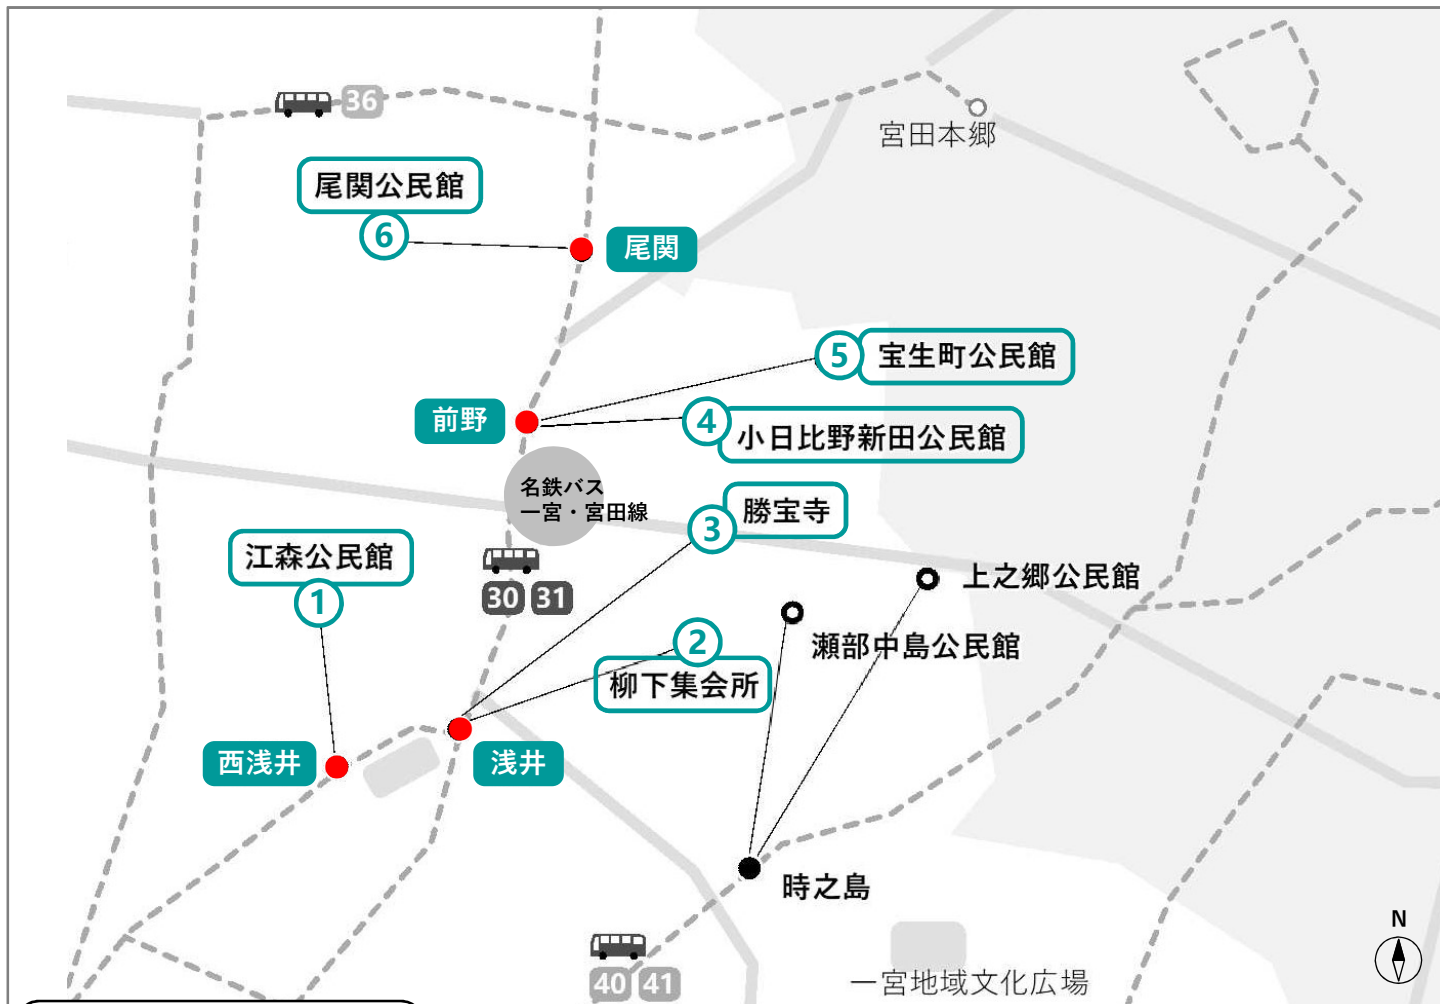 36
宮田本郷
尾関公民館
6
尾関
5
宝生町公民館
前野
4
小日比野新田公民館
名鉄バス
一宮・宮田線
3
勝宝寺
江森公民館
1
30 31
上之郷公民館
2
瀬部中島公民館
柳下集会所
西浅井
浅井
時之島
N
40 41
一宮地域文化広場